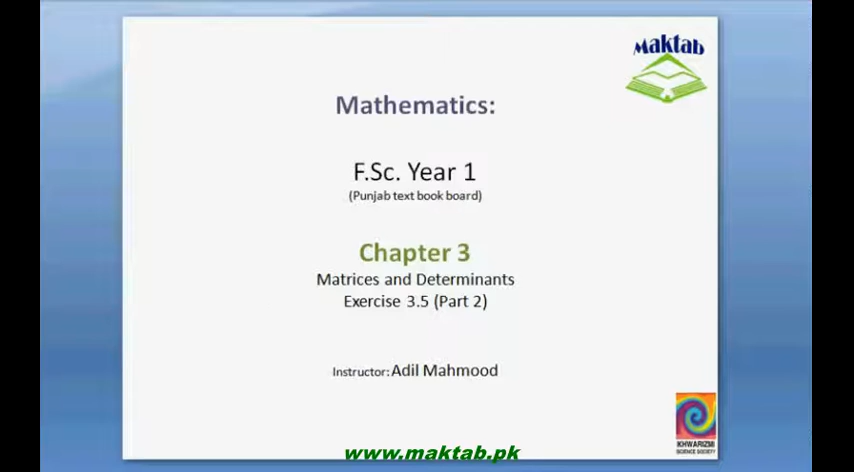 Maktab
Mathematics:
F.Sc. Year 1
(Punjab text book board)
Chapter 3
Matrices and Determinants
Exercise 3.5 (Part 2)
Instructor: Adil Mahmood
KHWARIZMI
SCIENCE SOCIETY
www.maktab.pk